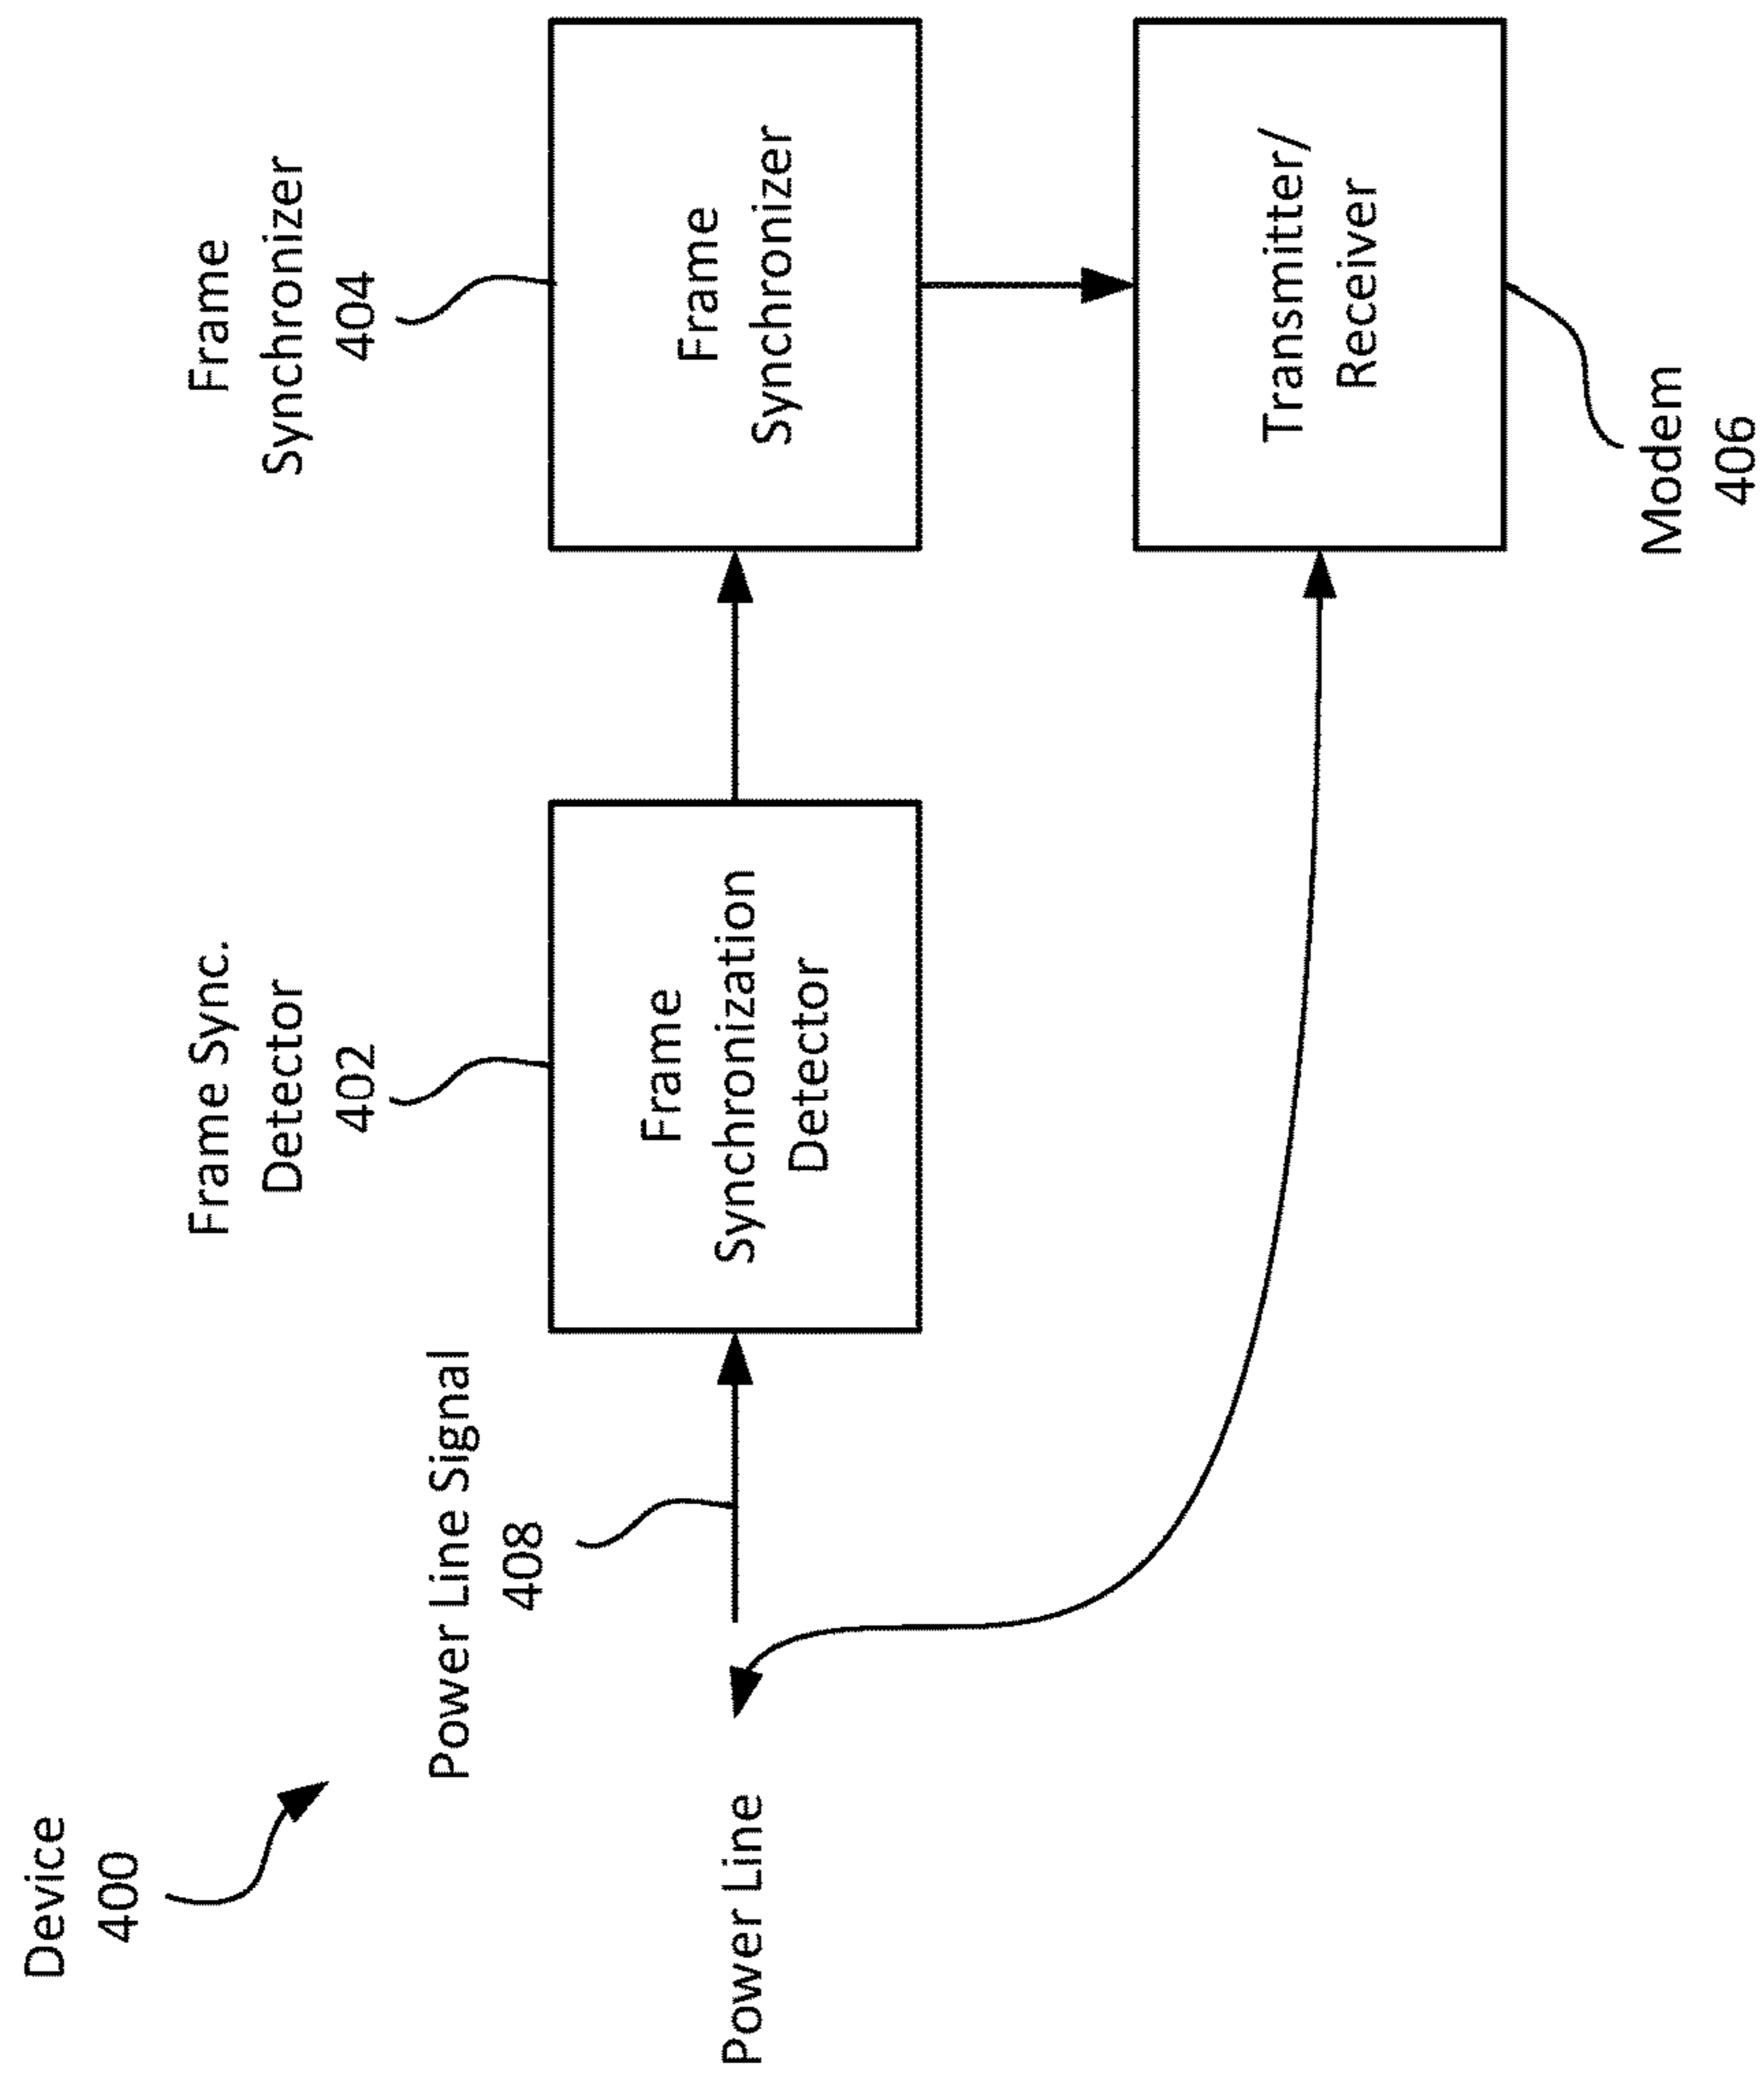 Device
400
Frame Sync.
Detector
402
Frame
Synchronizer
404
Power Line Signal
408
Power Line
Frame
Synchronization
Detector
Frame
Synchronizer
Transmitter/
Receiver
Modem
406